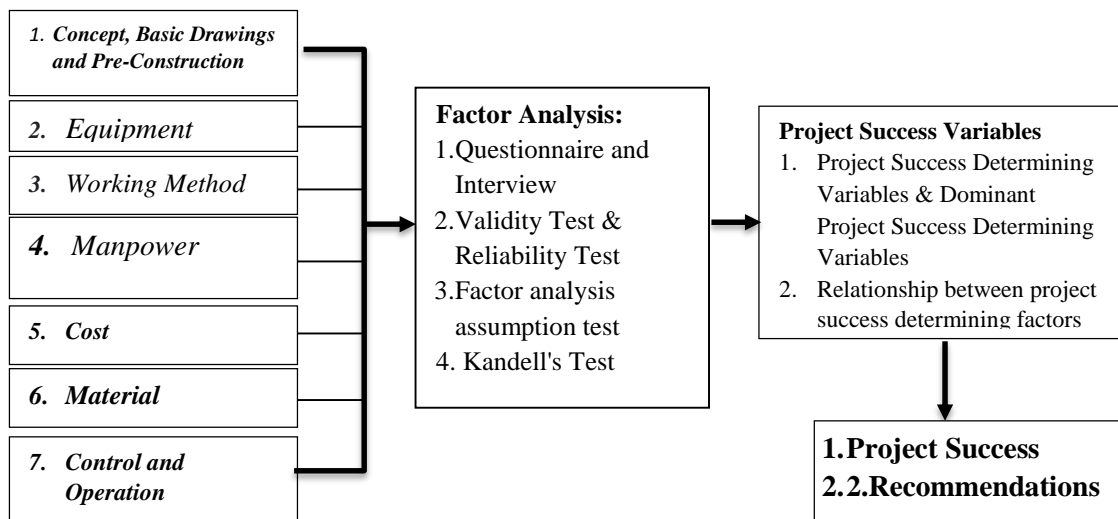 1. Concept, Basic Drawings
and Pre-Construction
2. Equipment
3. Working Method
4. Manpower
5. Cost
6. Material
7. Control and
Operation
Factor Analysis:
1.Questionnaire and
Interview
2.Validity Test &
Reliability Test
3.Factor analysis
assumption test
4. Kandell's Test
Project Success Variables
1. Project Success Determining
Variables & Dominant
Project Success Determining
Variables
2. Relationship between project
success determining factors
1.Project Success
2.2.Recommendations